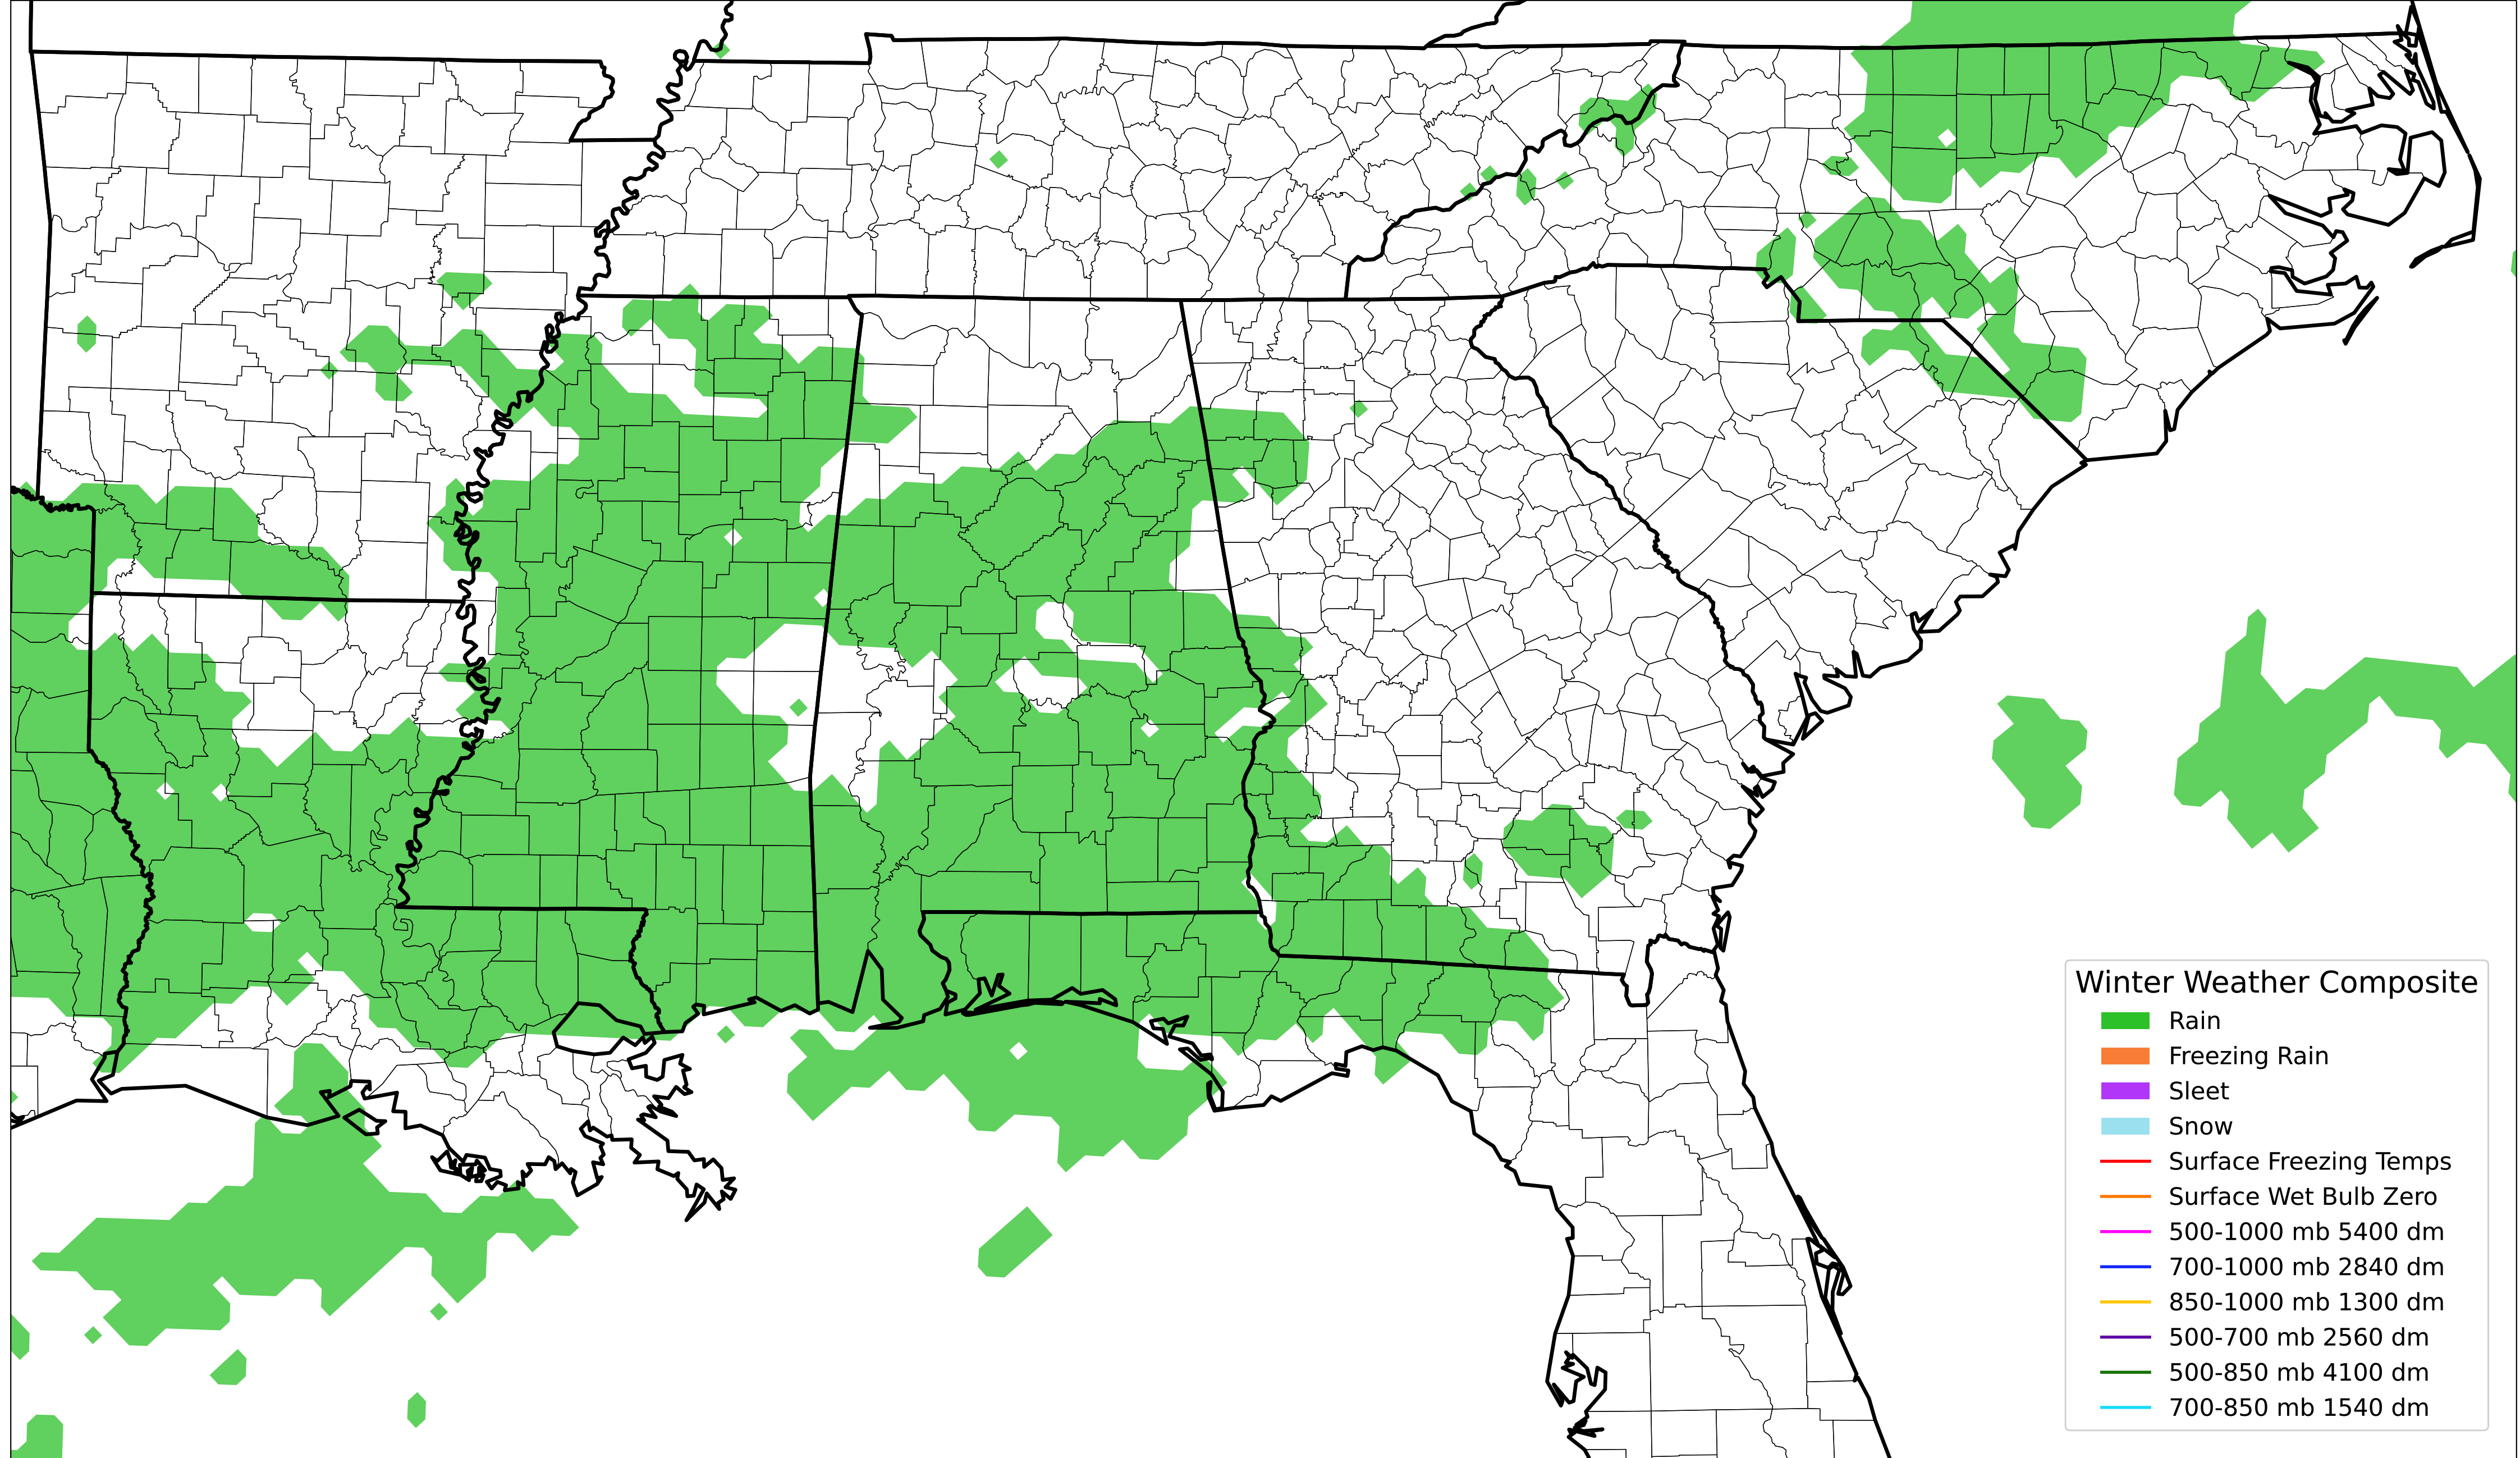 Winter Weather Composite
Rain
Freezing Rain
Sleet
Snow
Surface Freezing Temps
Surface Wet Bulb Zero
500-1000 mb 5400 dm
700-1000 mb 2840 dm
850-1000 mb 1300 dm
500-700 mb 2560 dm
500-850 mb 4100 dm
700-850 mb 1540 dm